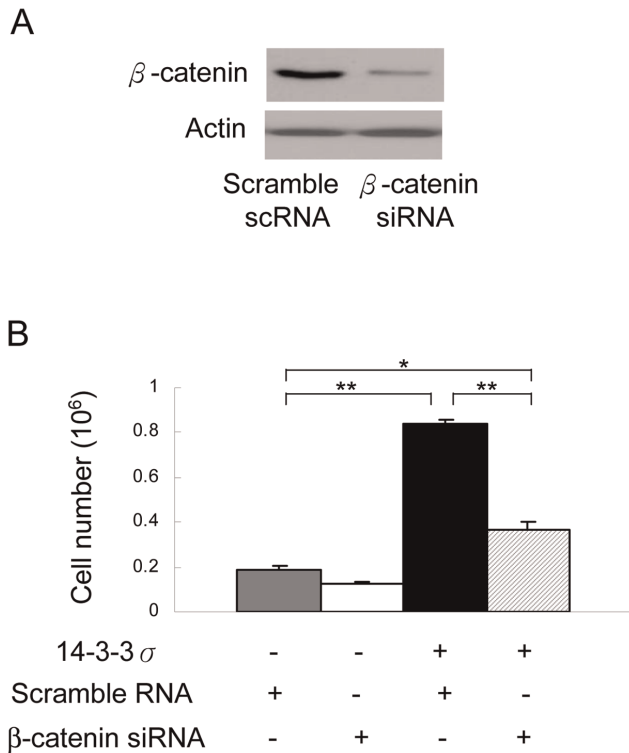 A
β-catenin
Actin
Scramble β-catenin
scRNA siRNA
B
*
** **
1
0.8
0.6
0.4
0.2
0
Cell number (10⁶)
14-3-3 σ - - + +
Scramble RNA + - + -
β-catenin siRNA - + - +